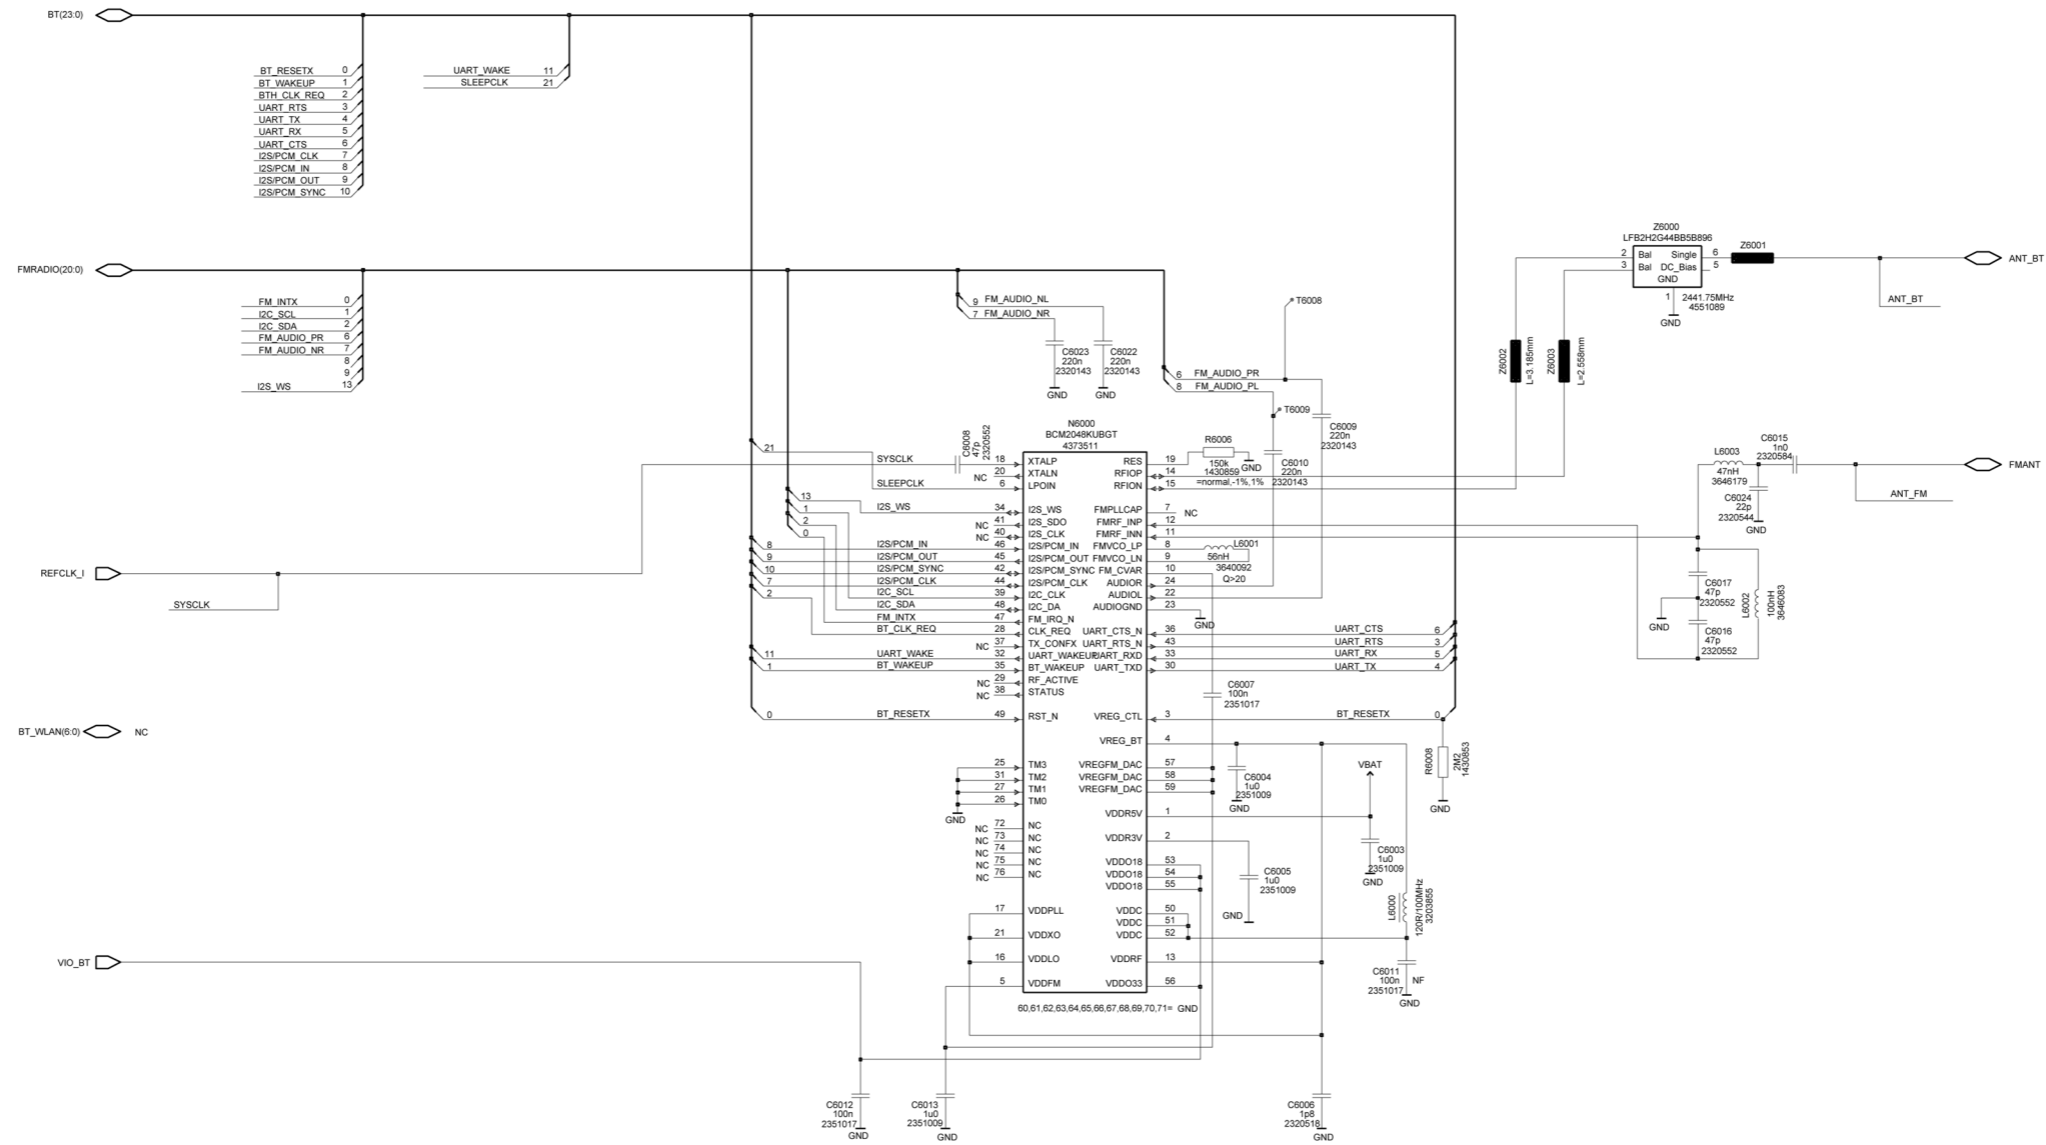 BT(23:0)
BT_RESETX 0
BT_WAKEUP 1
BTH_CLK_REQ 2
UART_RTS 3
UART_TX 4
UART_RX 5
UART_CTS 6
I2S/PCM_CLK 7
I2S/PCM_IN 8
I2S/PCM_OUT 9
I2S/PCM_SYNC 10
UART_WAKE 11
SLEEPCLK 21
FMRADIO(20:0)
FM_INTX 0
I2C_SCL 1
I2C_SDA 2
FM_AUDIO_PR 6
FM_AUDIO_NR 7
8
9
I2S_WS 13
9 FM_AUDIO_NL
7 FM_AUDIO_NR
C6023
220n
2320143
GND
C6022
220n
2320143
GND
T6008
6 FM_AUDIO_PR
8 FM_AUDIO_PL
T6009
C6009
220n
2320143
C6010
220n
2320143
R6006
150k
1430859
=normal,-1%,1%
GND
Z6000
LFB2H2G44BB5B896
2 Bal Single 6
3 Bal DC_Bias 5
GND
1
2441.75MHz
4551089
GND
Z6001
ANT_BT
ANT_BT
Z6002
L=3.185mm
Z6003
L=2.558mm
L6003
47nH
3646179
C6015
1n0
2320584
C6024
22p
2320544
GND
FMANT
ANT_FM
C6017
47p
2320552
GND
C6016
47p
2320552
L6002
100nH
3646083
REFCLK_I
SYSCLK
BT_WLAN(6:0) NC
VIO_BT
N6000
BCM2048KUBGT
4373511
C6008
47p
2320552
SYSCLK 18 XTALP
NC 20 XTALN
21 SLEEPCLK 6 LPOIN
13 I2S_WS 34 I2S_WS
1
2
0
NC 41 I2S_SDO
NC 40 I2S_CLK
8 I2S/PCM_IN 46 I2S/PCM_IN
9 I2S/PCM_OUT 45 I2S/PCM_OUT
10 I2S/PCM_SYNC 42 I2S/PCM_SYNC
7 I2S/PCM_CLK 44 I2S/PCM_CLK
2 I2C_SCL 39 I2C_CLK
I2C_SDA 48 I2C_DA
FM_INTX 47 FM_IRQ_N
BT_CLK_REQ 28 CLK_REQ
NC 37 TX_CONFX
11 UART_WAKE 32 UART_WAKEUP
1 BT_WAKEUP 35 BT_WAKEUP
NC 29 RF_ACTIVE
NC 38 STATUS
0 BT_RESETX 49 RST_N
25 TM3
31 TM2
27 TM1
26 TM0
GND
NC 72 NC
NC 73 NC
NC 74 NC
NC 75 NC
NC 76 NC
17 VDDPLL
21 VDDXO
16 VDDLO
5 VDDFM
RES 19
RFIOP 14
RFION 15
FMPLLCAP 7 NC
FMRF_INP 12
FMRF_INN 11
FMVCO_LP 8
FMVCO_LN 9
FM_CVAR 10
AUDIOR 24
AUDIOL 22
AUDIOGND 23
GND
L6001
56nH
3640092
Q>20
UART_CTS_N 36 UART_CTS 6
UART_RTS_N 43 UART_RTS 3
UART_RXD 33 UART_RX 5
UART_TXD 30 UART_TX 4
C6007
100n
2351017
VREG_CTL 3 BT_RESETX 0
VREG_BT 4
VREGFM_DAC 57
VREGFM_DAC 58
VREGFM_DAC 59
C6004
1u0
2351009
GND
VDDR5V 1
VBAT
VDDR3V 2
C6003
1u0
2351009
GND
C6005
1u0
2351009
GND
R6008
2M2
1430853
GND
VDDO18 53
VDDO18 54
VDDO18 55
VDDC 50
VDDC 51
VDDC 52
VDDRF 13
VDDO33 56
L6000
120R/100MHz
3203855
C6011
100n
2351017
NF
GND
60,61,62,63,64,65,66,67,68,69,70,71= GND
C6012
100n
2351017
GND
C6013
1u0
2351009
GND
C6006
1p8
2320518
GND